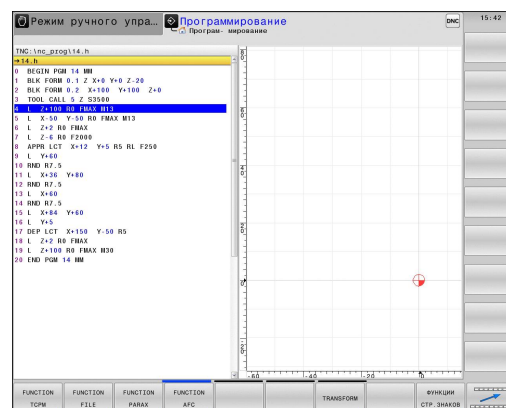 Режим ручного упра…
Программирование
Програм- мирование
DNC
15:42
TNC:\nc_prog\14.h
→14.h
0 BEGIN PGM 14 MM
1 BLK FORM 0.1 Z X+0 Y+0 Z-20
2 BLK FORM 0.2 X+100 Y+100 Z+0
3 TOOL CALL 5 Z S3500
4 L Z+100 R0 FMAX M13
5 L X-50 Y-30 R0 FMAX M13
6 L Z+2 R0 FMAX
7 L Z-6 R0 F2000
8 APPR LCT X+12 Y+5 R5 RL F250
9 L Y+60
10 RND R7.5
11 L X+36 Y+80
12 RND R7.5
13 L X+60
14 RND R7.5
15 L X+84 Y+60
16 L Y+5
17 DEP LCT X+150 Y-50 R5
18 L Z+2 R0 FMAX
19 L Z+100 R0 FMAX M30
20 END PGM 14 MM
-60 -40 -20 0
FUNCTION TCPM
FUNCTION FILE
FUNCTION PARAX
FUNCTION AFC
TRANSFORM
ФУНКЦИИ СТР.ЗНАКОВ